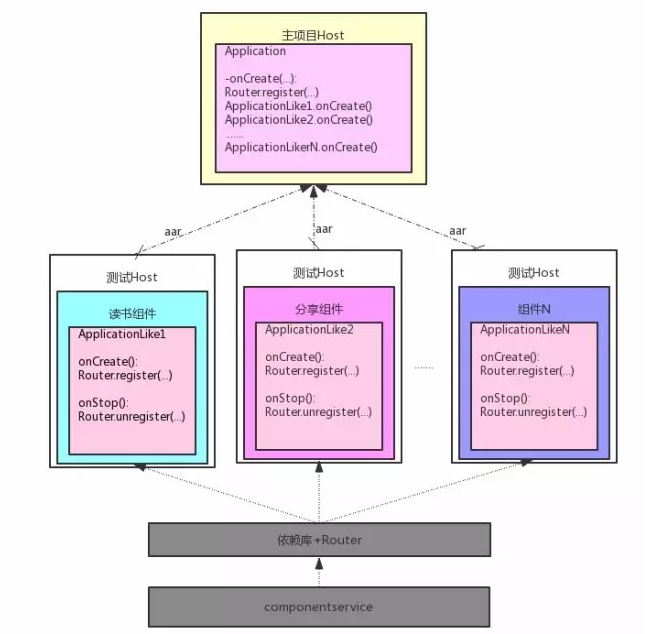 主项目Host
Application
-onCreate(...):
Router.register(...)
ApplicationLike1.onCreate()
ApplicationLike2.onCreate()
.......
ApplicationLikerN.onCreate()
aar
aar
aar
测试Host
读书组件
ApplicationLike1
onCreate():
Router.register(...)
onStop():
Router.unregister(...)
测试Host
分享组件
ApplicationLike2
onCreate():
Router.register(...)
onStop():
Router.unregister(...)
.......
测试Host
组件N
ApplicationLikeN
onCreate():
Router.register(...)
onStop():
Router.unregister(...)
依赖库+Router
componentservice